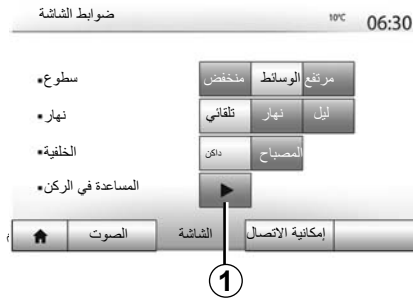 ضوابط الشاشة 10°C 06:30
سطوع منخفض الوسائط مرتفع
نهار تلقائي نهار ليل
الخلفية داكن المصباح
المساعدة في الركن
الصوت الشاشة إمكانية الاتصال
1